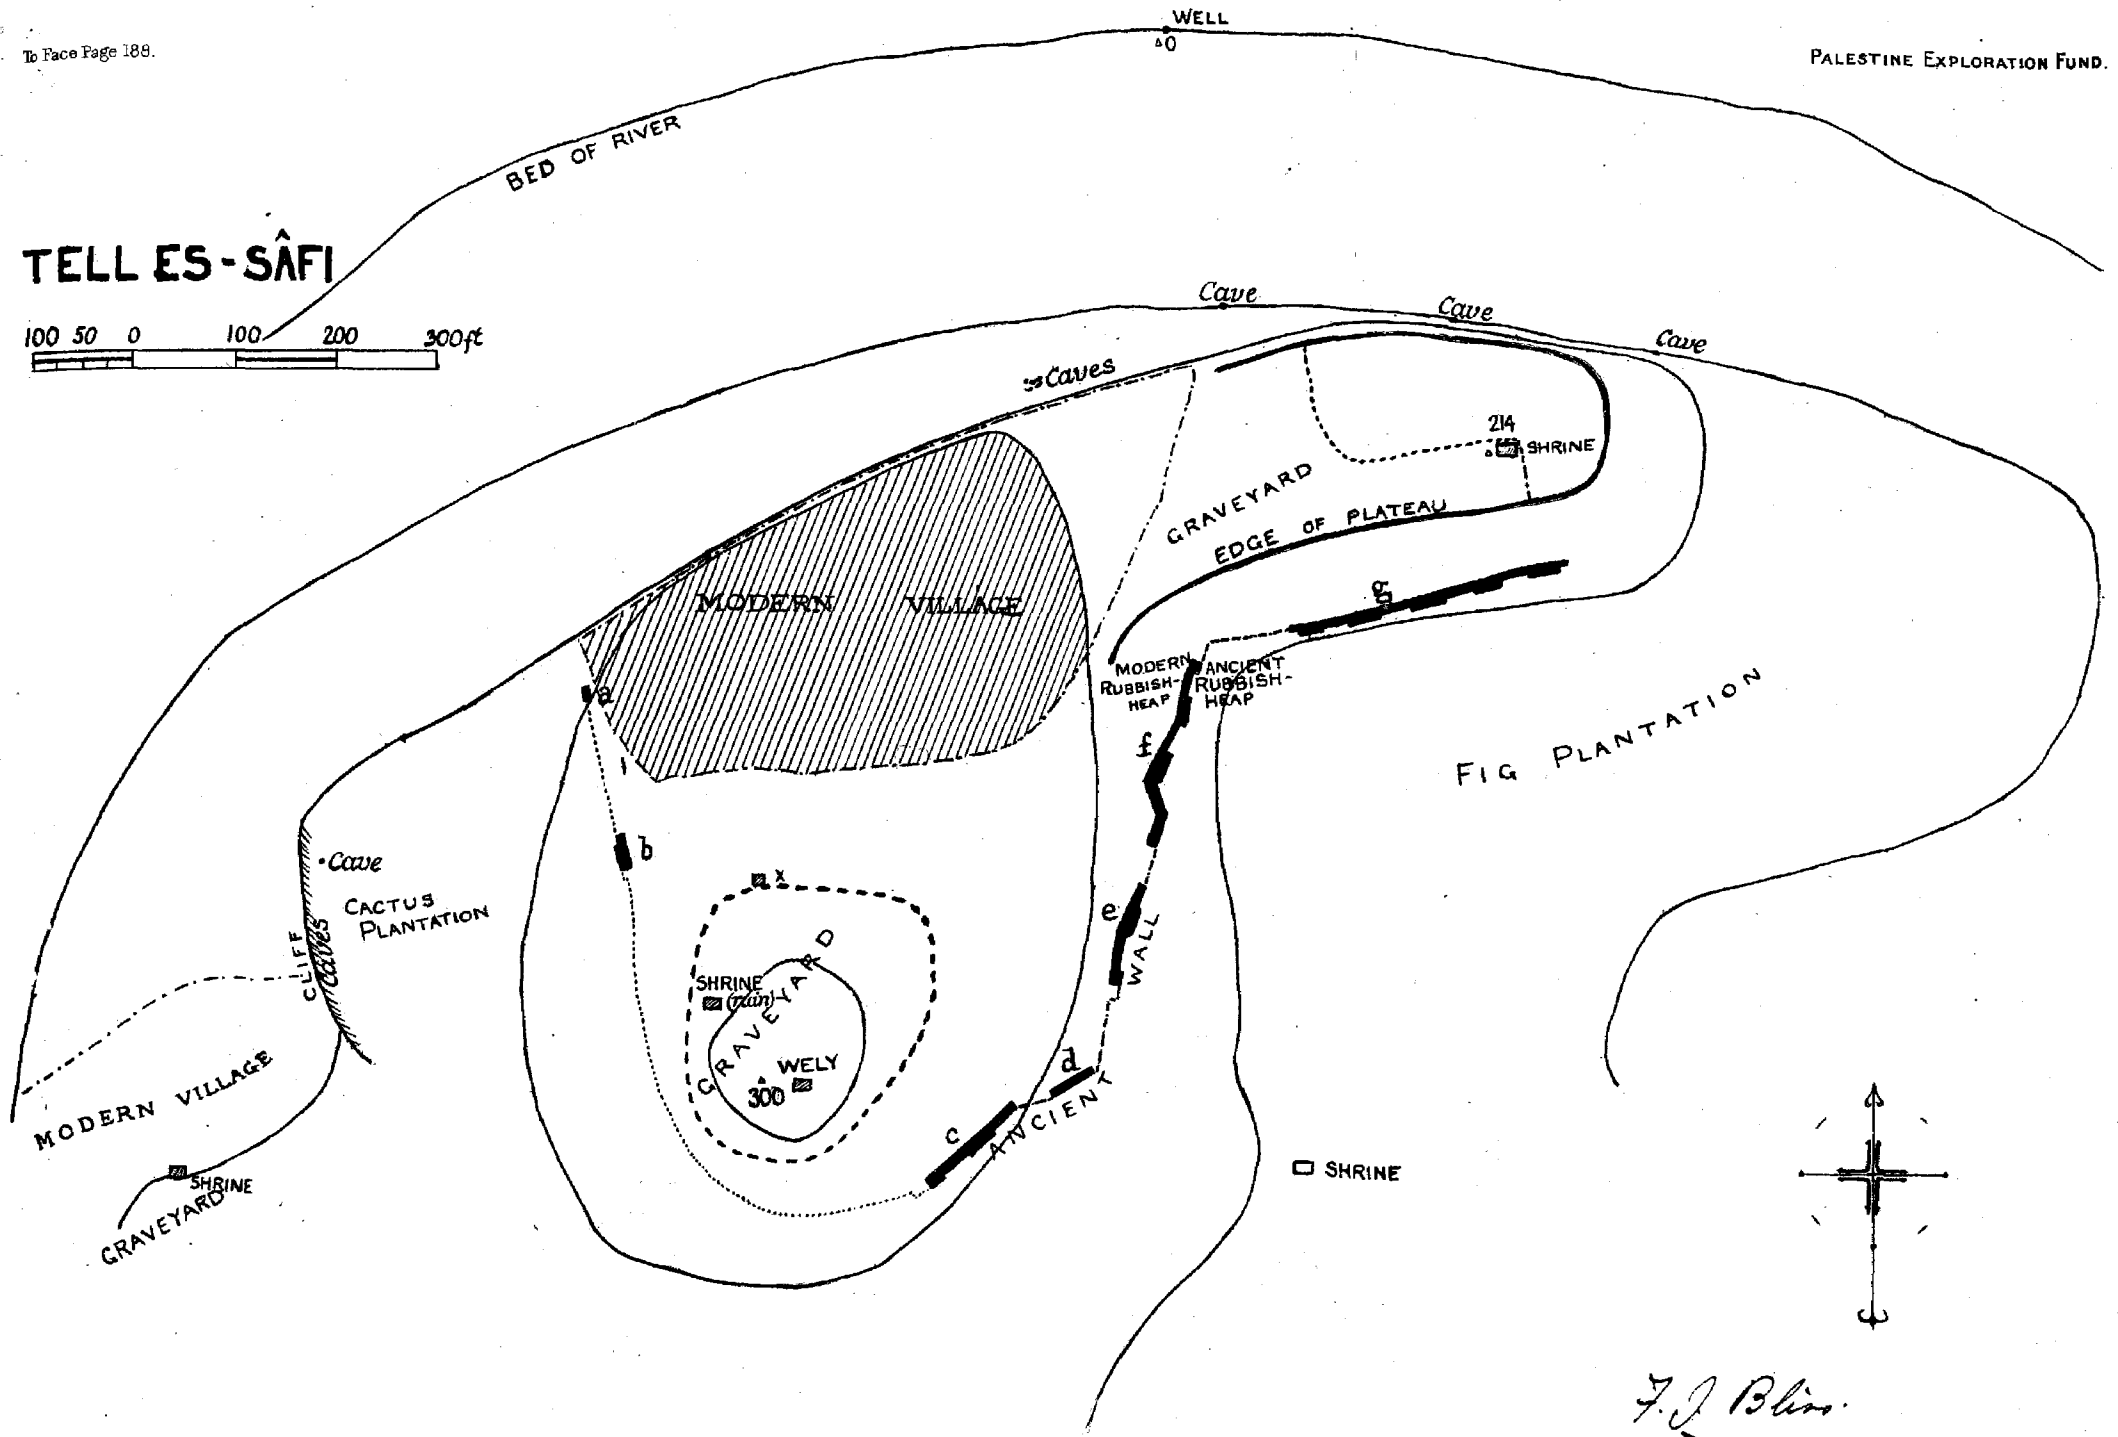 WELL
△0
To Face Page 188.
PALESTINE EXPLORATION FUND.
BED OF RIVER
TELL ES-SÂFI
100 50 0 100 200 300ft
Cave
Cave
Cave
Caves
214
SHRINE
GRAVEYARD
EDGE OF PLATEAU
g
MODERN VILLAGE
MODERN
RUBBISH-
HEAP
ANCIENT
RUBBISH-
HEAP
a
FIG PLANTATION
f
b
Cave
x
CACTUS
PLANTATION
e
WALL
CLIFF
Caves
SHRINE
(ruin)
GRAVEYARD
WELY
300
d
c
ANCIENT
MODERN VILLAGE
SHRINE
SHRINE
GRAVEYARD
F. J. Bliss.